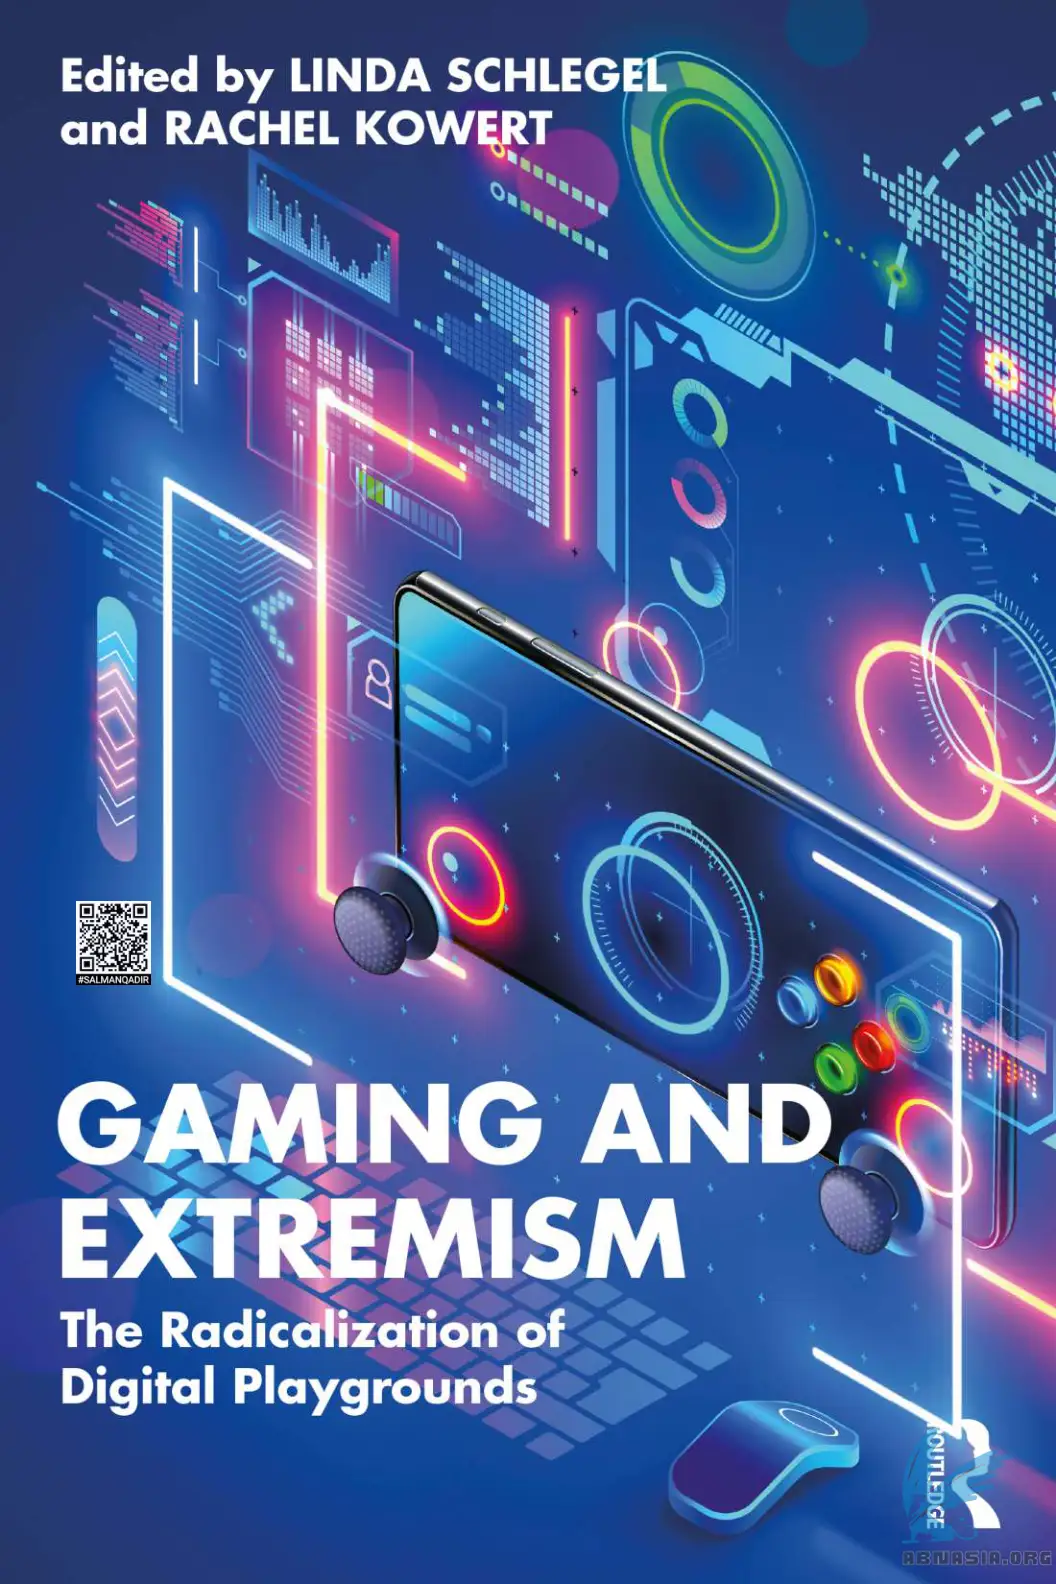 Edited by LINDA SCHLEGEL
and RACHEL KOWERT
#SALMANQADIR
GAMING AND
EXTREMISM
The Radicalization of
Digital Playgrounds
ROUTLEDGE
ABNASIA.ORG